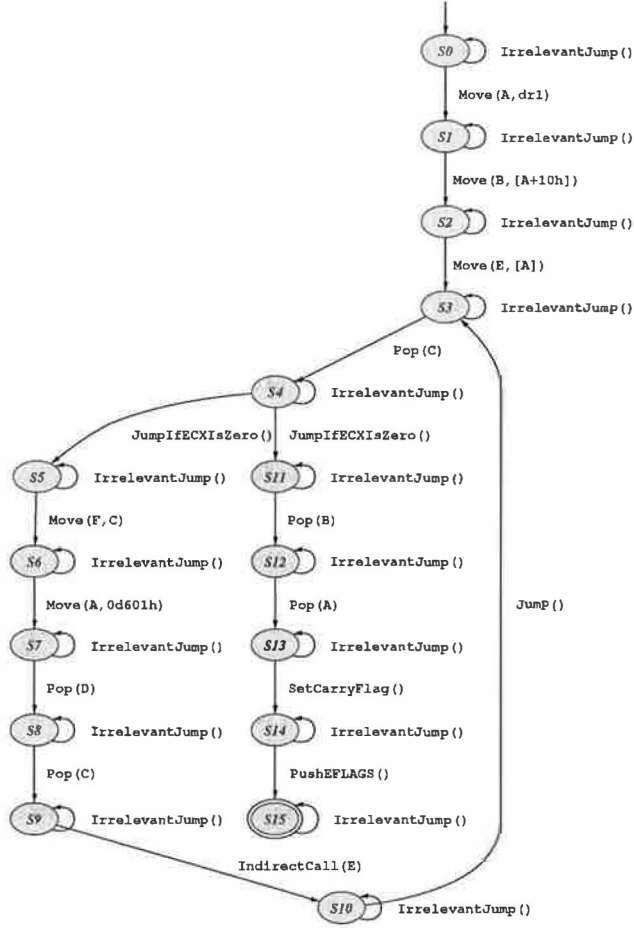 S0 IrrelevantJump()
Move(A,dr1)
S1 IrrelevantJump()
Move(B,[A+10h])
S2 IrrelevantJump()
Move(E,[A])
S3 IrrelevantJump()
Pop(C)
S4 IrrelevantJump()
JumpIfECXIsZero() JumpIfECXIsZero()
S5 IrrelevantJump() S11 IrrelevantJump()
Move(F,C) Pop(B)
S6 IrrelevantJump() S12 IrrelevantJump()
Move(A,0d601h) Pop(A) Jump()
S7 IrrelevantJump() S13 IrrelevantJump()
Pop(D) SetCarryFlag()
S8 IrrelevantJump() S14 IrrelevantJump()
Pop(C) PushEFLAGS()
S9 IrrelevantJump() S15 IrrelevantJump()
IndirectCall(E)
S10 IrrelevantJump()